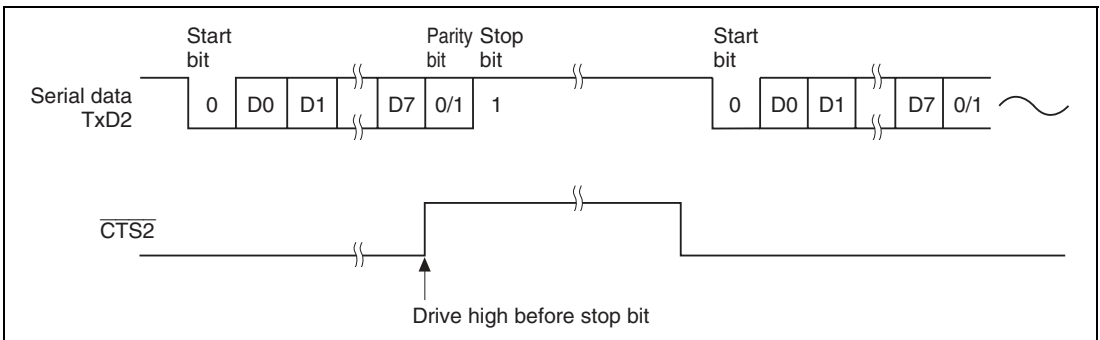 Start bit
Parity bit
Stop bit
Start bit
Serial data TxD2
0 D0 D1 D7 0/1 1 0 D0 D1 D7 0/1
CTS2
Drive high before stop bit